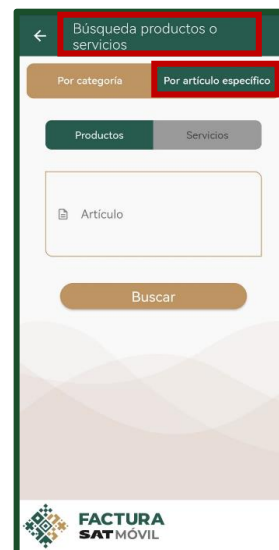 Búsqueda productos o
servicios
Por categoría
Por artículo específico
Productos
Servicios
Artículo
Buscar
FACTURA
SAT MÓVIL